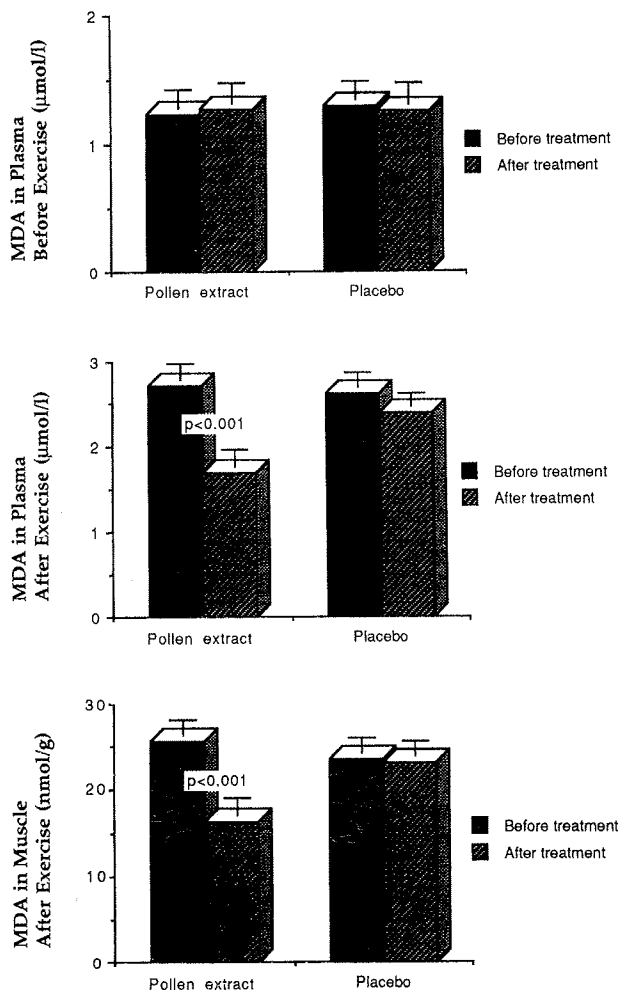 MDA in Plasma
Before Exercise (μmol/l)
2
1
0
Pollen extract
Placebo
Before treatment
After treatment
MDA in Plasma
After Exercise (μmol/l)
3
2
1
0
p<0.001
Pollen extract
Placebo
Before treatment
After treatment
MDA in Muscle
After Exercise (nmol/g)
30
20
10
0
p<0.001
Pollen extract
Placebo
Before treatment
After treatment